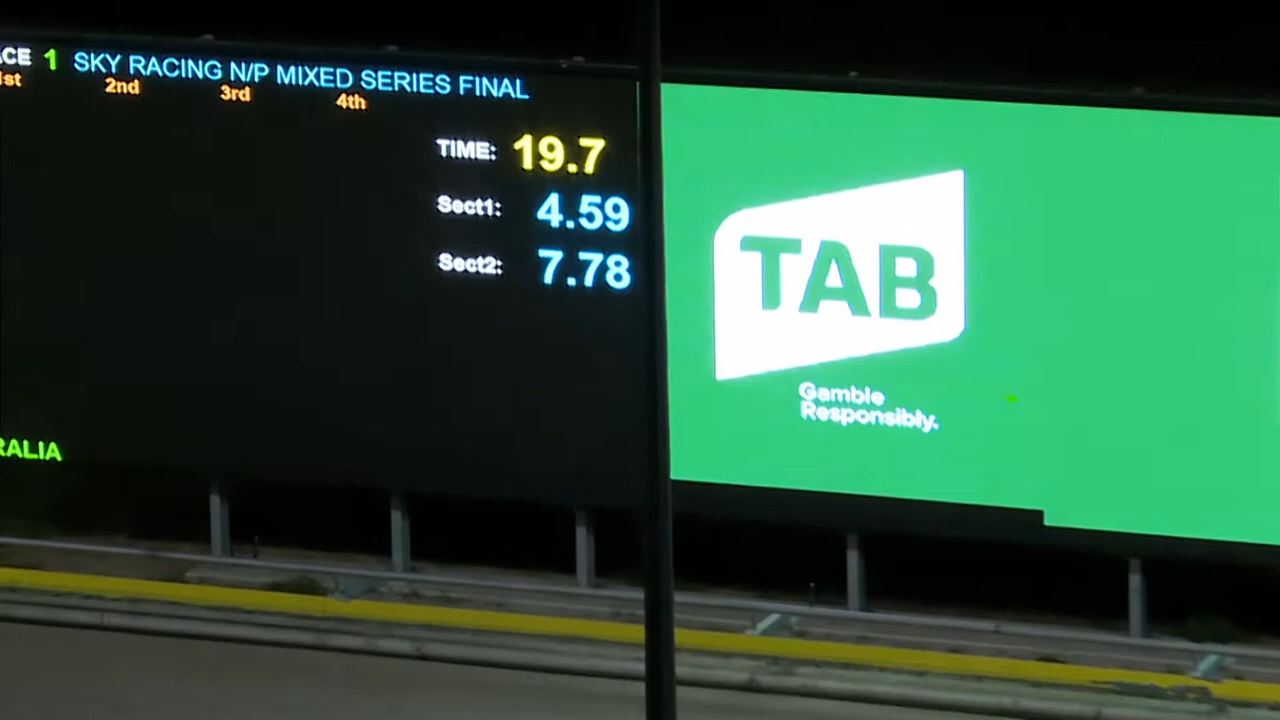 ACE 1 SKY RACING N/P MIXED SERIES FINAL
1st 2nd 3rd 4th
TIME: 19.7
Sect1: 4.59
Sect2: 7.78
RALIA
TAB
Gamble
Responsibly.